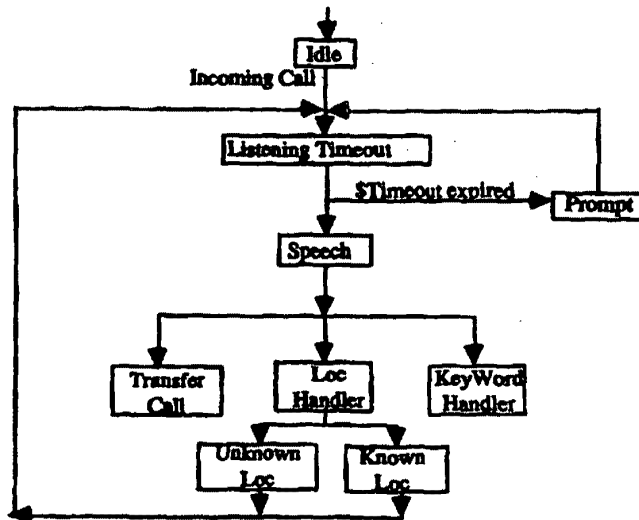 Idle
Incoming Call
Listening Timeout
$Timeout expired
Prompt
Speech
Transfer
Call
Loc
Handler
KeyWord
Handler
Unknown
Loc
Known
Loc